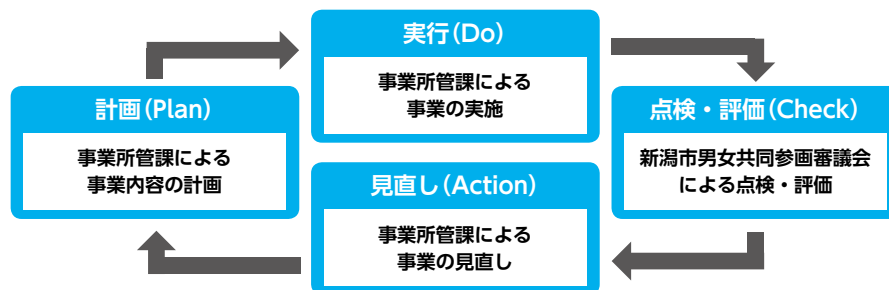 実行(Do)
事業所管課による
事業の実施
計画(Plan)
事業所管課による
事業内容の計画
点検・評価(Check)
新潟市男女共同参画審議会
による点検・評価
見直し(Action)
事業所管課による
事業の見直し